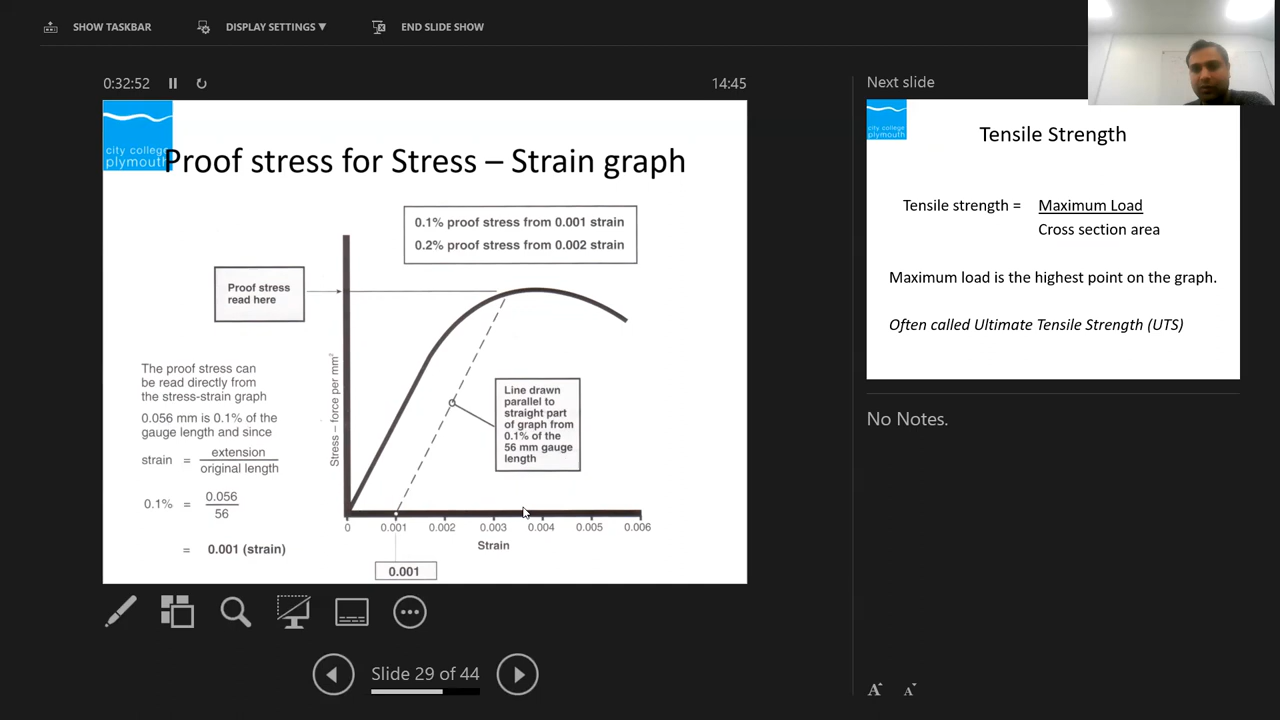 SHOW TASKBAR
DISPLAY SETTINGS ▼
END SLIDE SHOW
0:32:52
14:45
city college
plymouth
Proof stress for Stress – Strain graph
0.1% proof stress from 0.001 strain
0.2% proof stress from 0.002 strain
Proof stress
read here
The proof stress can
be read directly from
the stress-strain graph
0.056 mm is 0.1% of the
gauge length and since
strain = extension
original length
0.1% = 0.056
56
= 0.001 (strain)
Stress – force per mm²
Line drawn
parallel to
straight part
of graph from
0.1% of the
56 mm gauge
length
0 0.001 0.002 0.003 0.004 0.005 0.006
Strain
0.001
Slide 29 of 44
Next slide
city college
plymouth
Tensile Strength
Tensile strength = Maximum Load
Cross section area
Maximum load is the highest point on the graph.
Often called Ultimate Tensile Strength (UTS)
No Notes.
A A